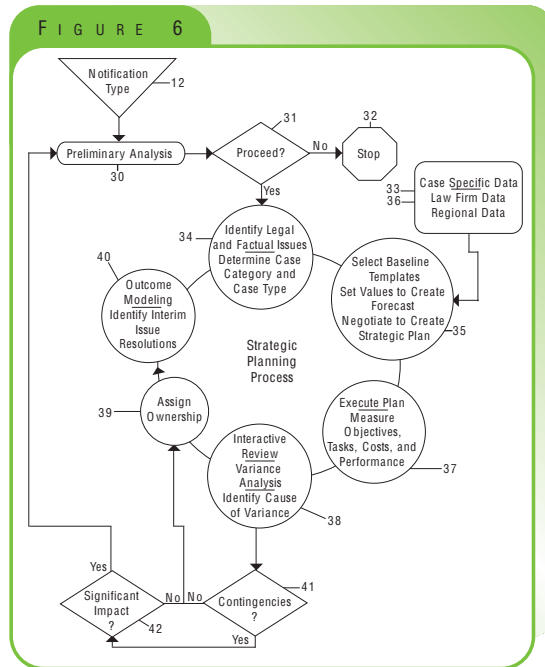 FIGURE 6
Notification
Type
12
31
32
Preliminary Analysis
30
Proceed?
No
Stop
Yes
33
36
Case Specific Data
Law Firm Data
Regional Data
34
Identify Legal
and Factual Issues
Determine Case
Category and
Case Type
40
Outcome
Modeling
Identify Interim
Issue
Resolutions
Select Baseline
Templates
Set Values to Create
Forecast
Negotiate to Create
Strategic Plan
35
Strategic
Planning
Process
39
Assign
Ownership
Execute Plan
Measure
Objectives,
Tasks, Costs, and
Performance
37
Interactive
Review
Variance
Analysis
Identify Cause
of Variance
38
Yes
Significant
Impact
?
42
No
No
Contingencies
?
41
Yes